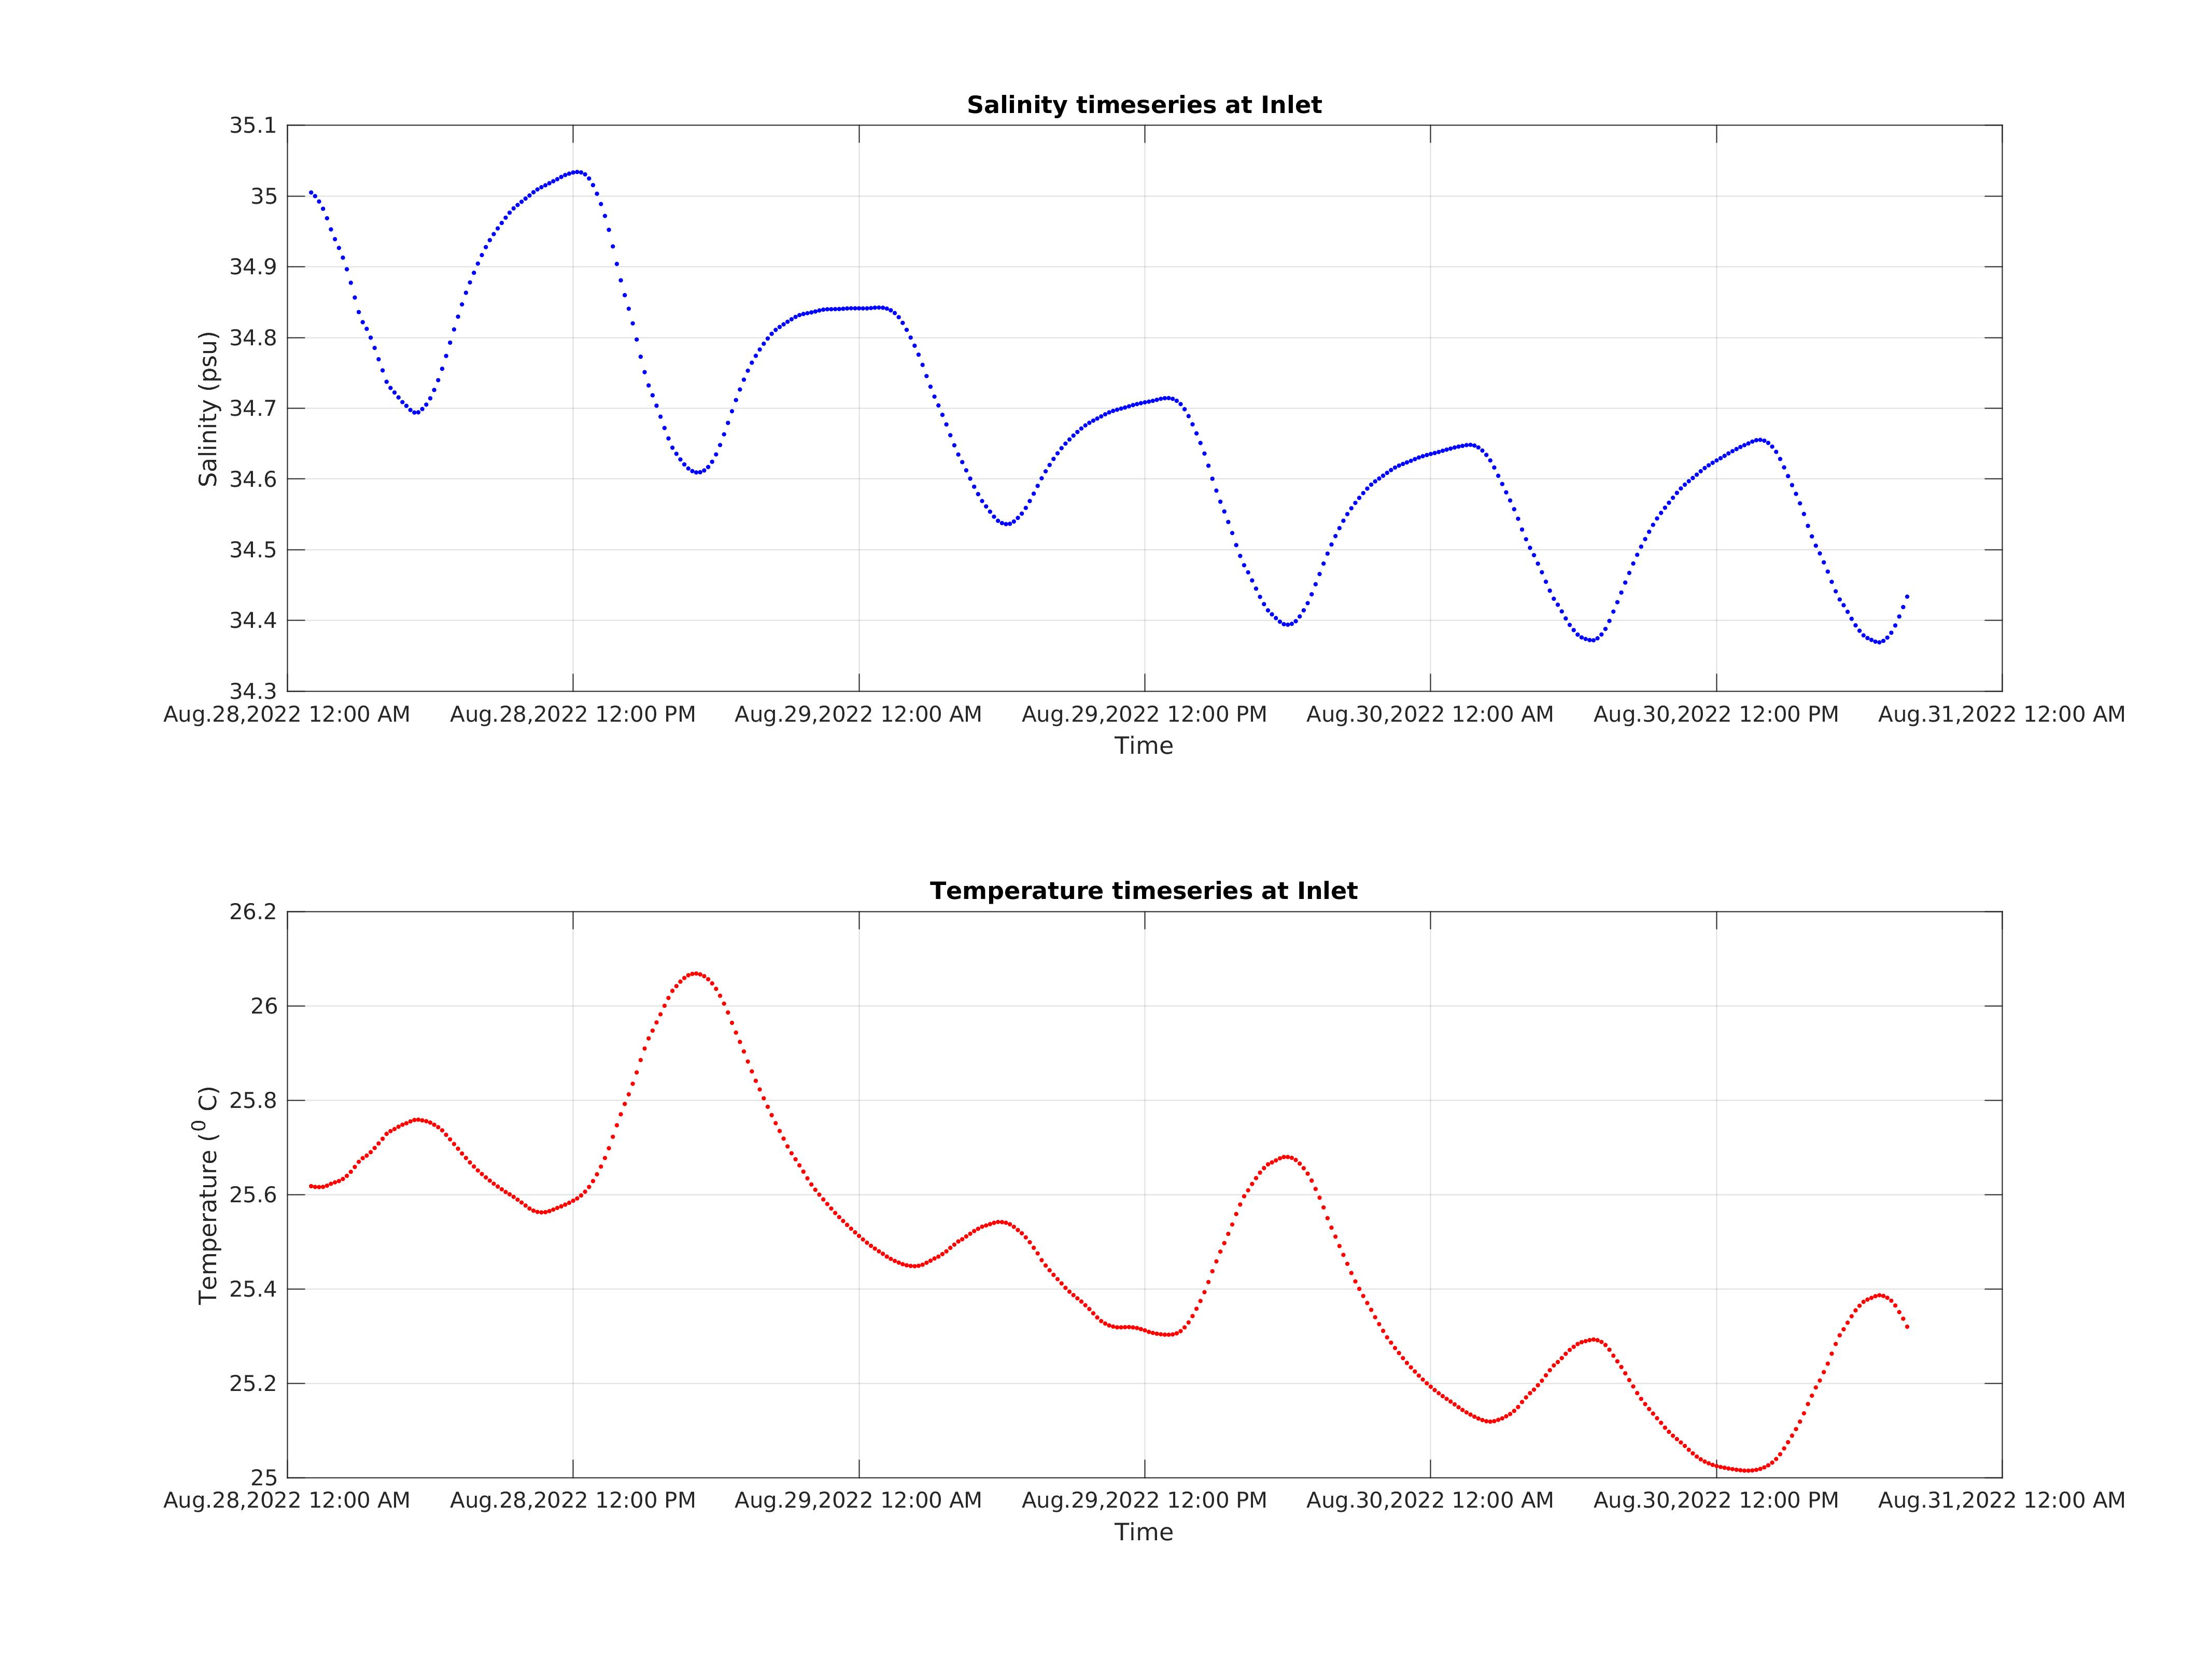 Salinity timeseries at Inlet
35.1
35
34.9
34.8
34.7
34.6
34.5
34.4
34.3
Salinity (psu)
Aug.28,2022 12:00 AM Aug.28,2022 12:00 PM Aug.29,2022 12:00 AM Aug.29,2022 12:00 PM Aug.30,2022 12:00 AM Aug.30,2022 12:00 PM Aug.31,2022 12:00 AM
Time
Temperature timeseries at Inlet
26.2
26
25.8
25.6
25.4
25.2
25
Temperature (⁰ C)
Aug.28,2022 12:00 AM Aug.28,2022 12:00 PM Aug.29,2022 12:00 AM Aug.29,2022 12:00 PM Aug.30,2022 12:00 AM Aug.30,2022 12:00 PM Aug.31,2022 12:00 AM
Time